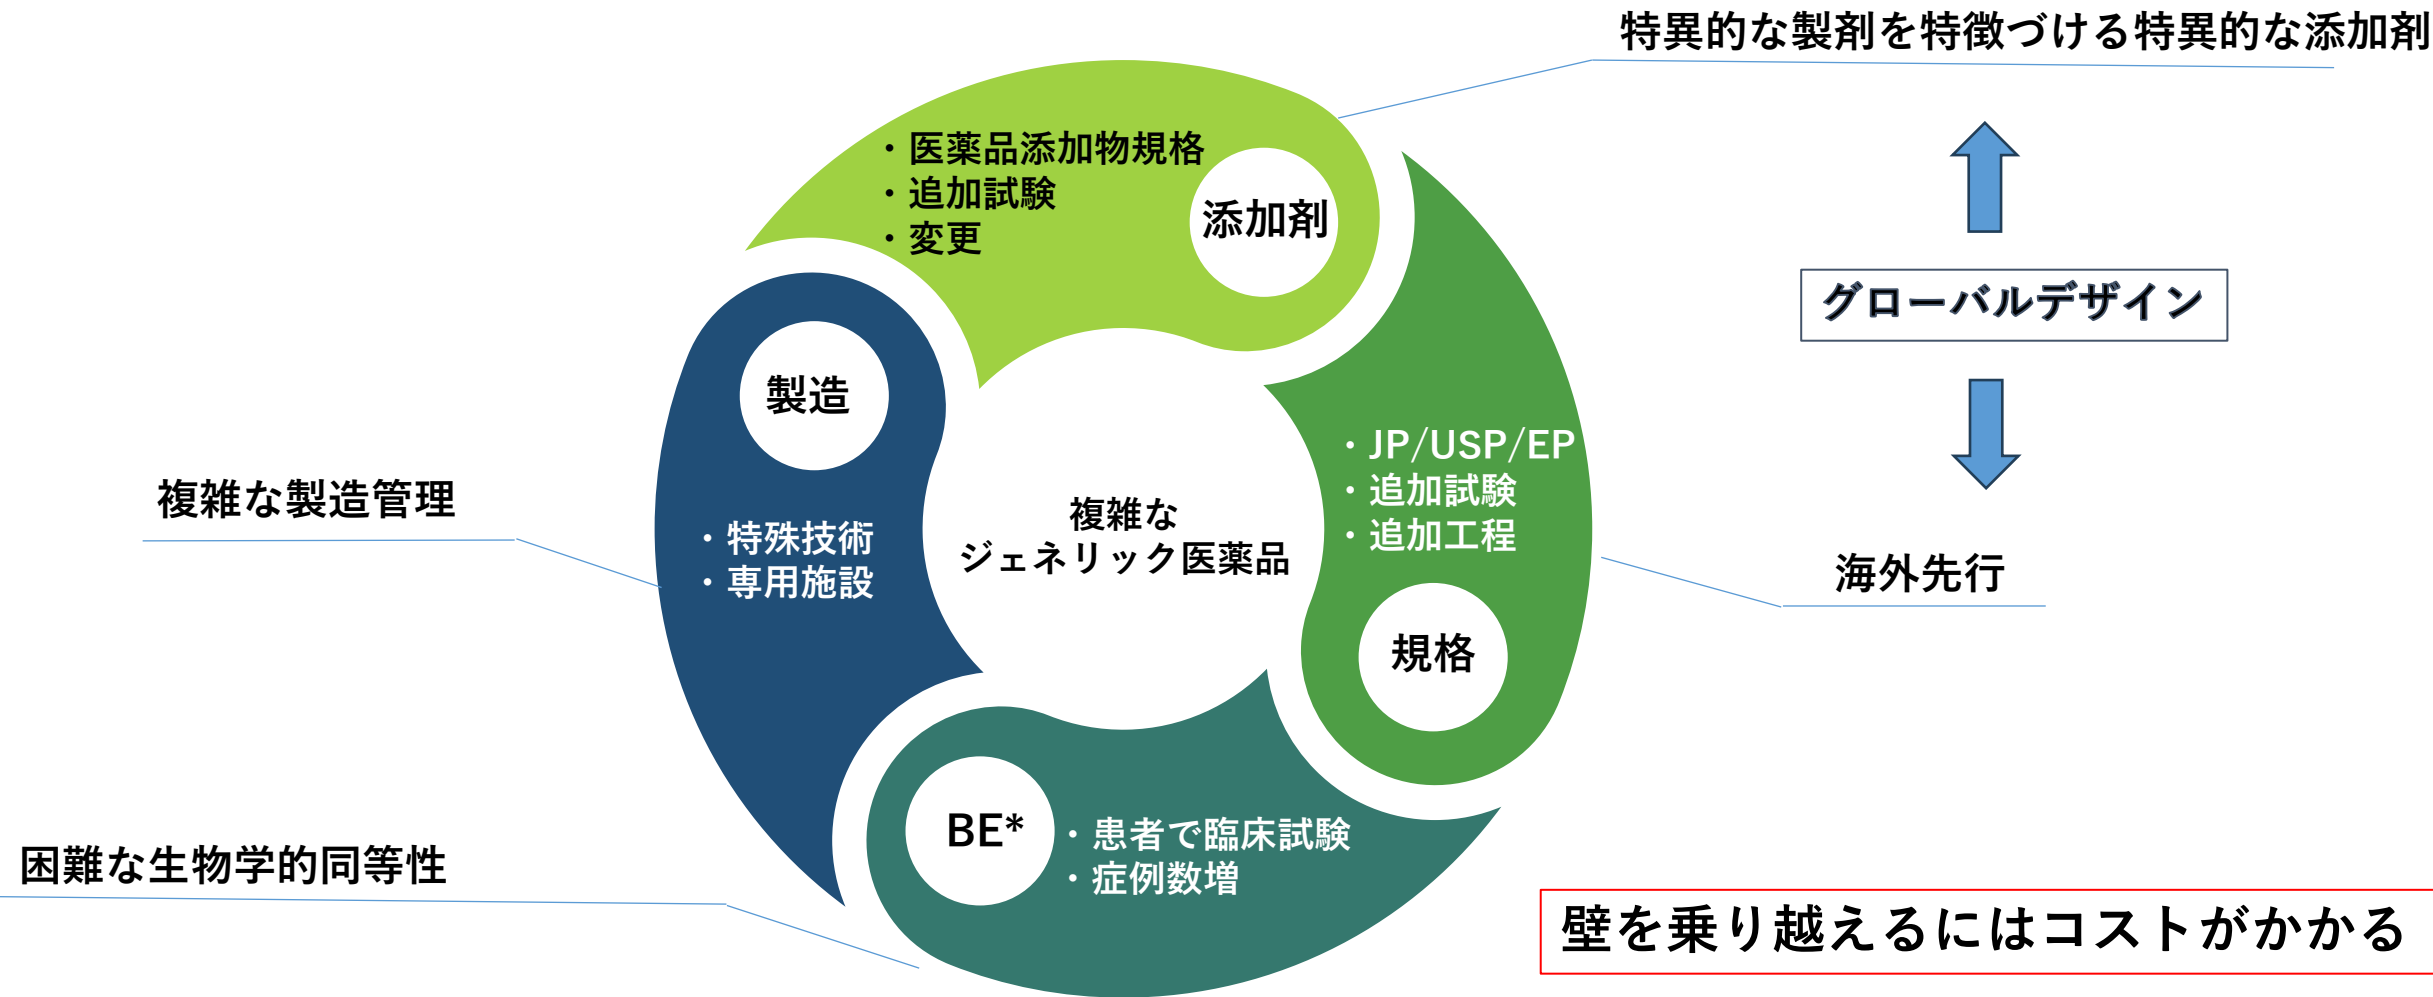 特異的な製剤を特徴づける特異的な添加剤
・医薬品添加物規格
・追加試験
・変更
添加剤
グローバルデザイン
製造
・JP/USP/EP
・追加試験
・追加工程
複雑な製造管理
・特殊技術
・専用施設
複雑な
ジェネリック医薬品
海外先行
規格
BE*
・患者で臨床試験
・症例数増
困難な生物学的同等性
壁を乗り越えるにはコストがかかる